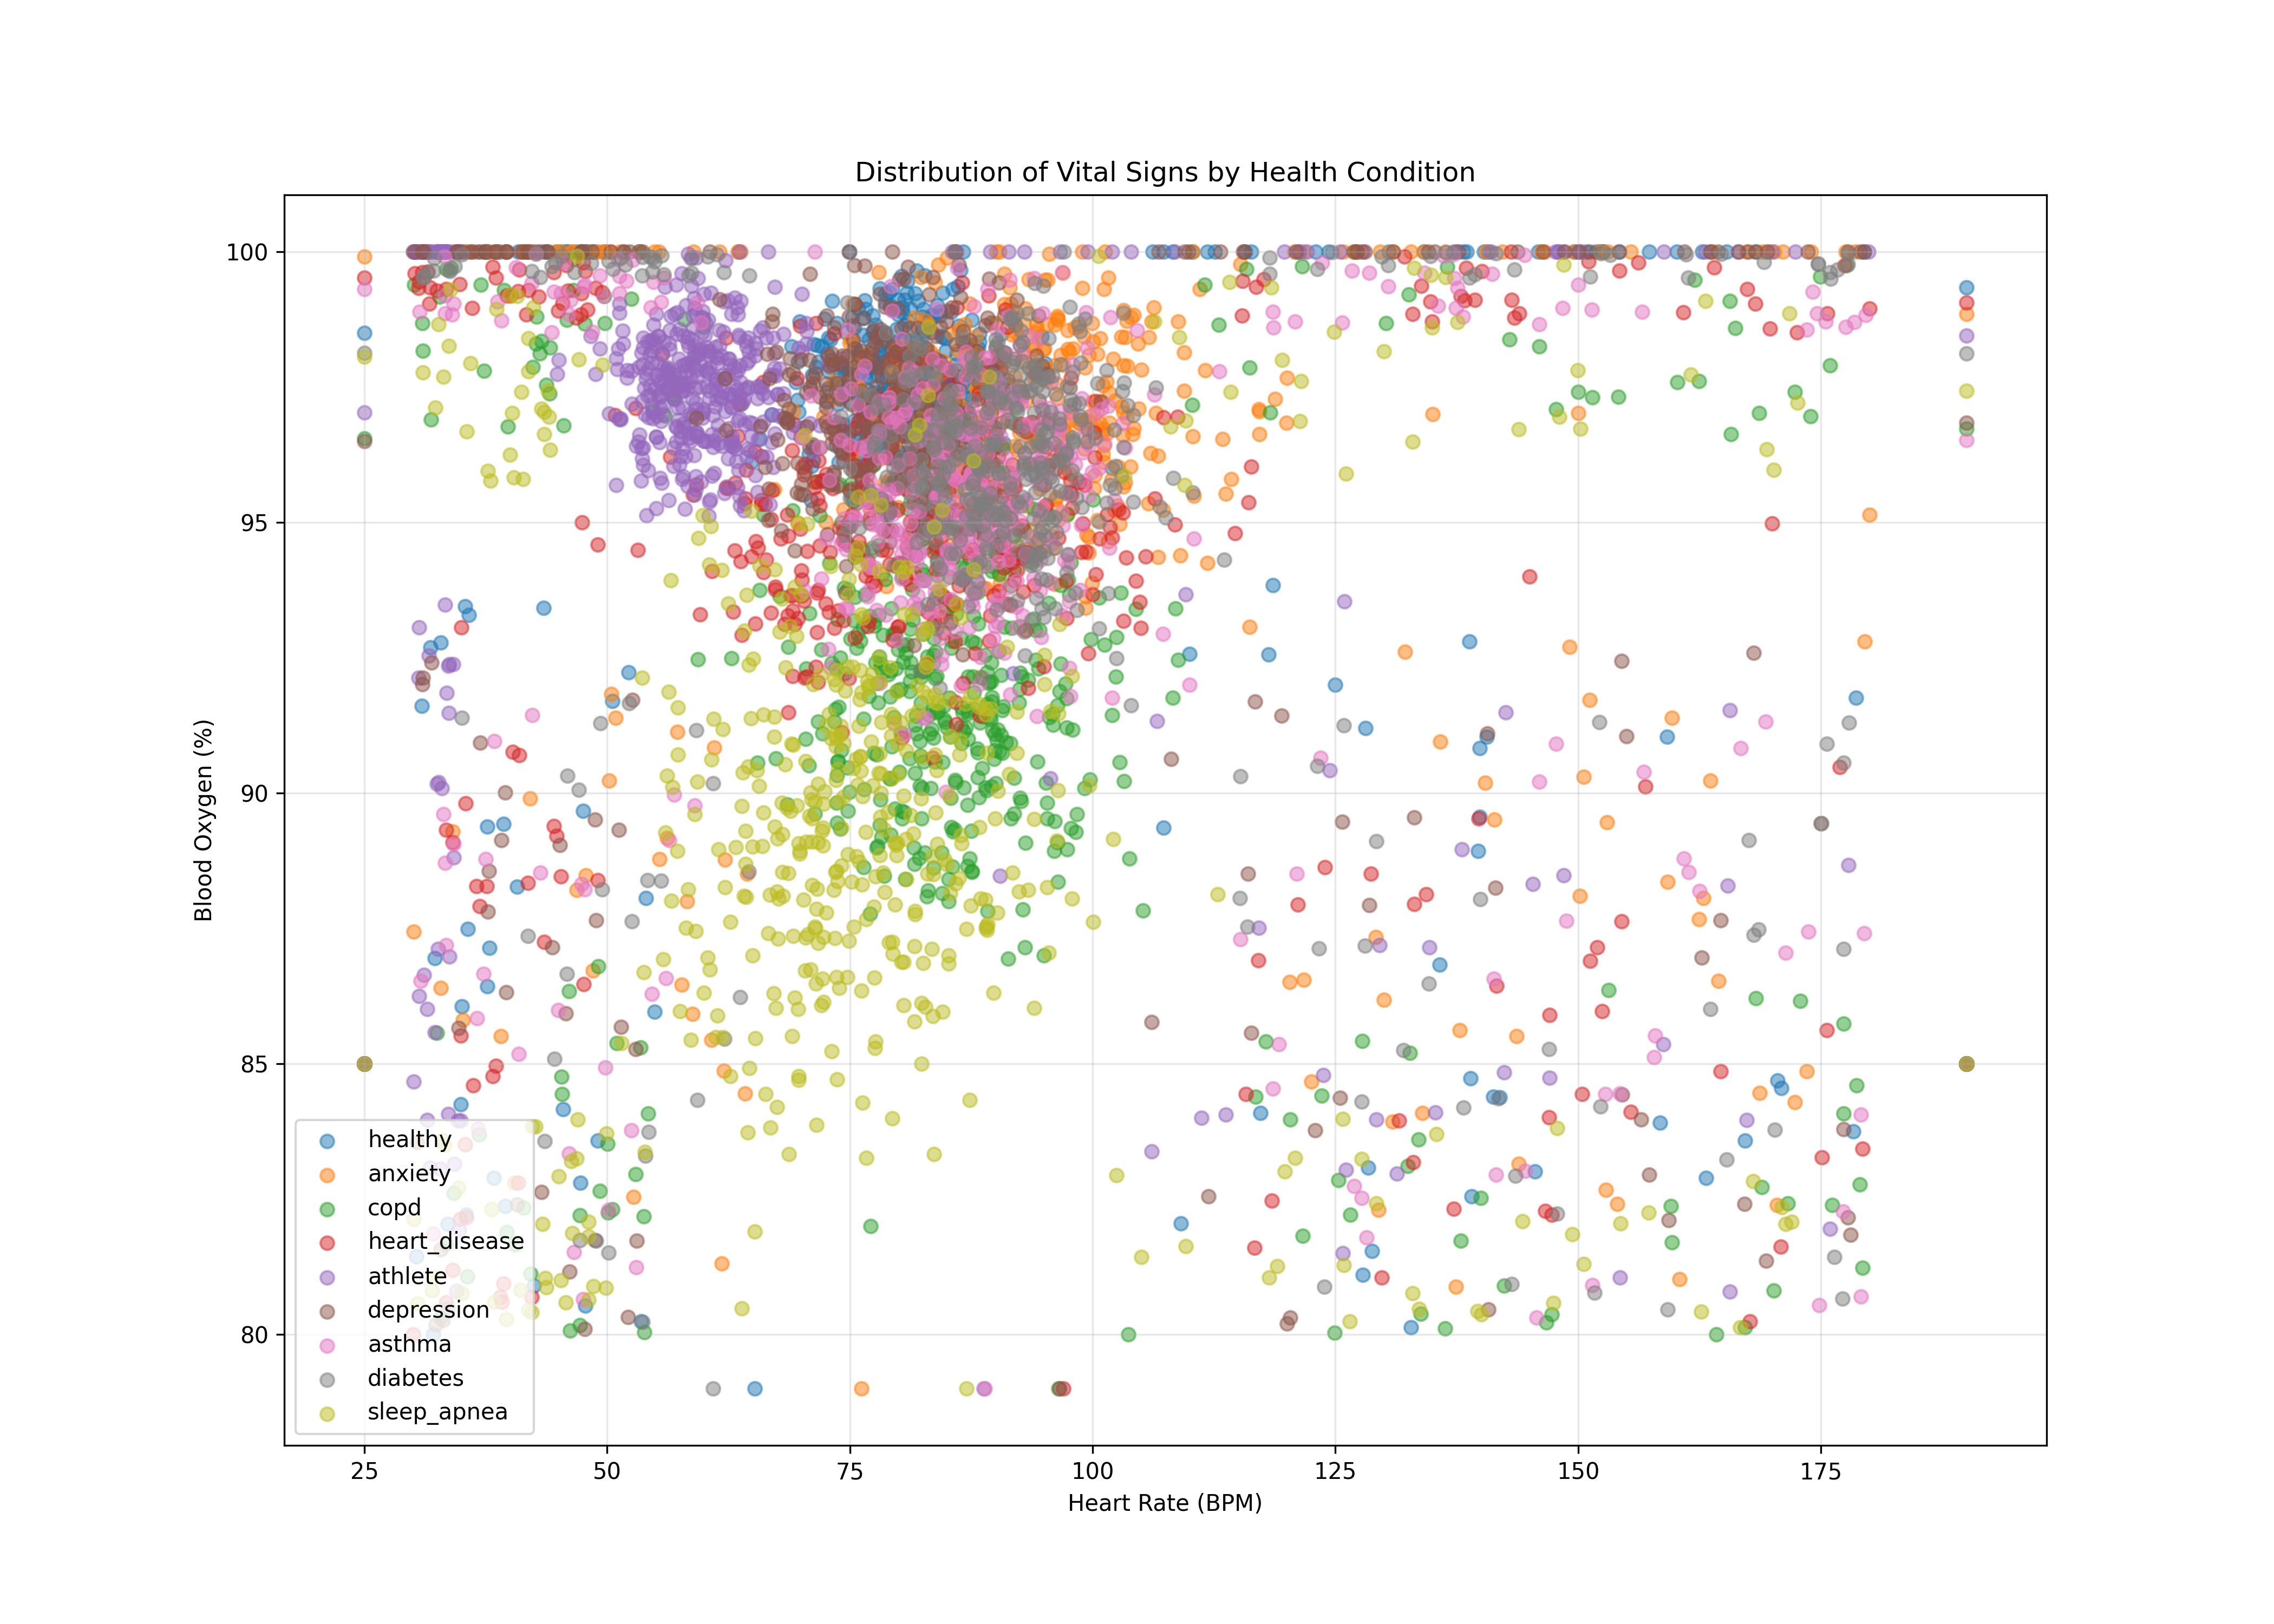 Distribution of Vital Signs by Health Condition
100
95
90
85
80
Blood Oxygen (%)
healthy
anxiety
copd
heart_disease
athlete
depression
asthma
diabetes
sleep_apnea
25 50 75 100 125 150 175
Heart Rate (BPM)